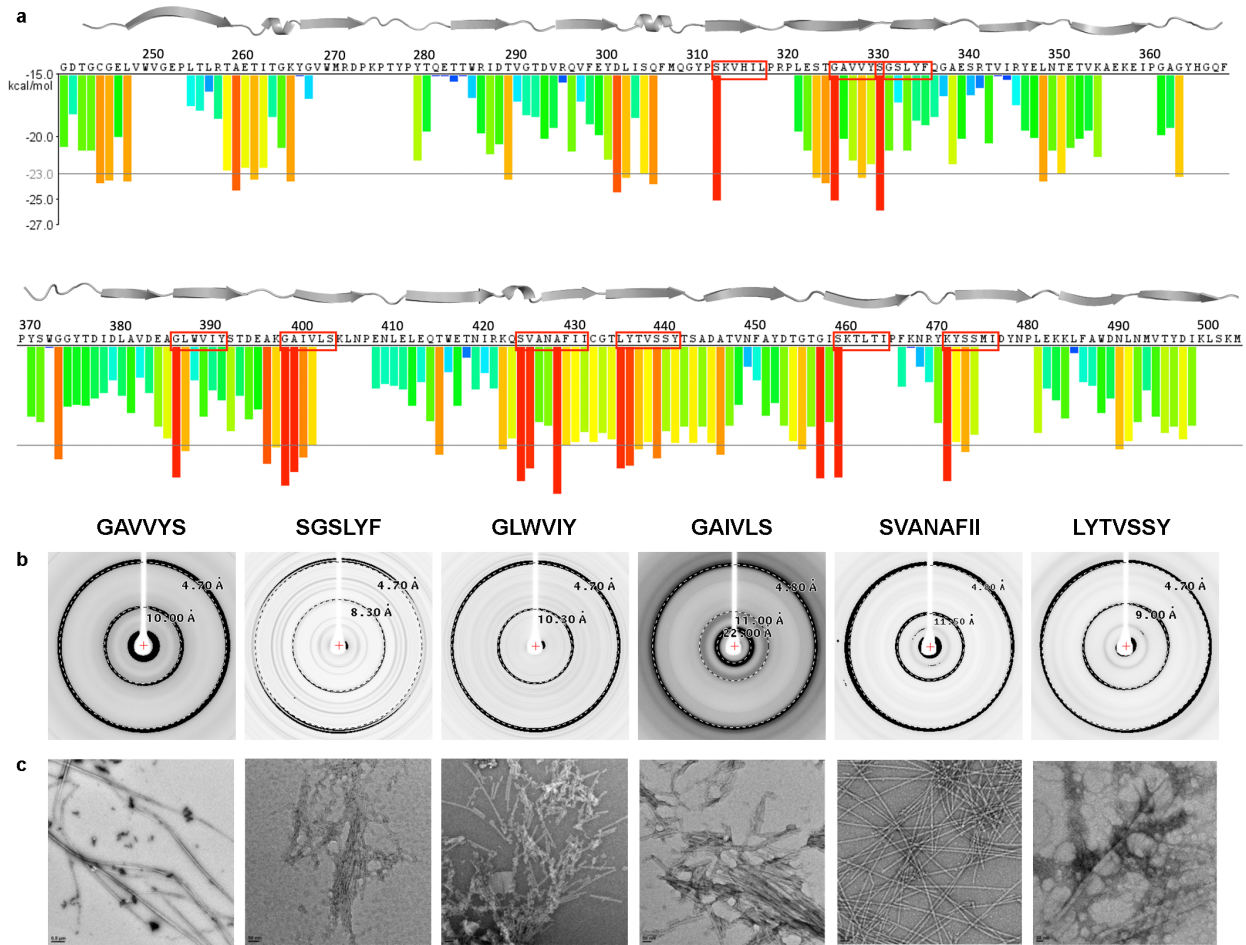 a
250 260 270 280 290 300 310 320 330 340 350 360
GDTGCGELVWVGEPLTLRTAETITGKYGVWMRDPKPTYPYTQETTWRIDTVGTDVRQVFEYDLISQFMQGYPSKVHILPRPLESTGAVVYSGSLYFQGAESRTVIRYELNTETVKAEKEIPGAGYHGQF
-15.0
kcal/mol
-20.0
-23.0
-25.0
-27.0
370 380 390 400 410 420 430 440 450 460 470 480 490 500
PYSWGGYTDIDLAVDEAGLWVIYSTDEAKGAIVLSKLNPENLELEQTWETNIRKQSVANAFIICGTLYTVSSYTSADATVNFAYDTGTGISKTLTIPFKNRYKYSSMIDYNPLEKKLFAWDNLNMVTYDIKLSKM
GAVVYS SGSLYF GLWVIY GAIVLS SVANAFII LYTVSSY
b
4.70 Å 4.70 Å 4.70 Å 4.80 Å 4.70 Å
10.00 Å 8.30 Å 10.30 Å 11.00 Å 11.50 Å 9.00 Å
22.00 Å
c